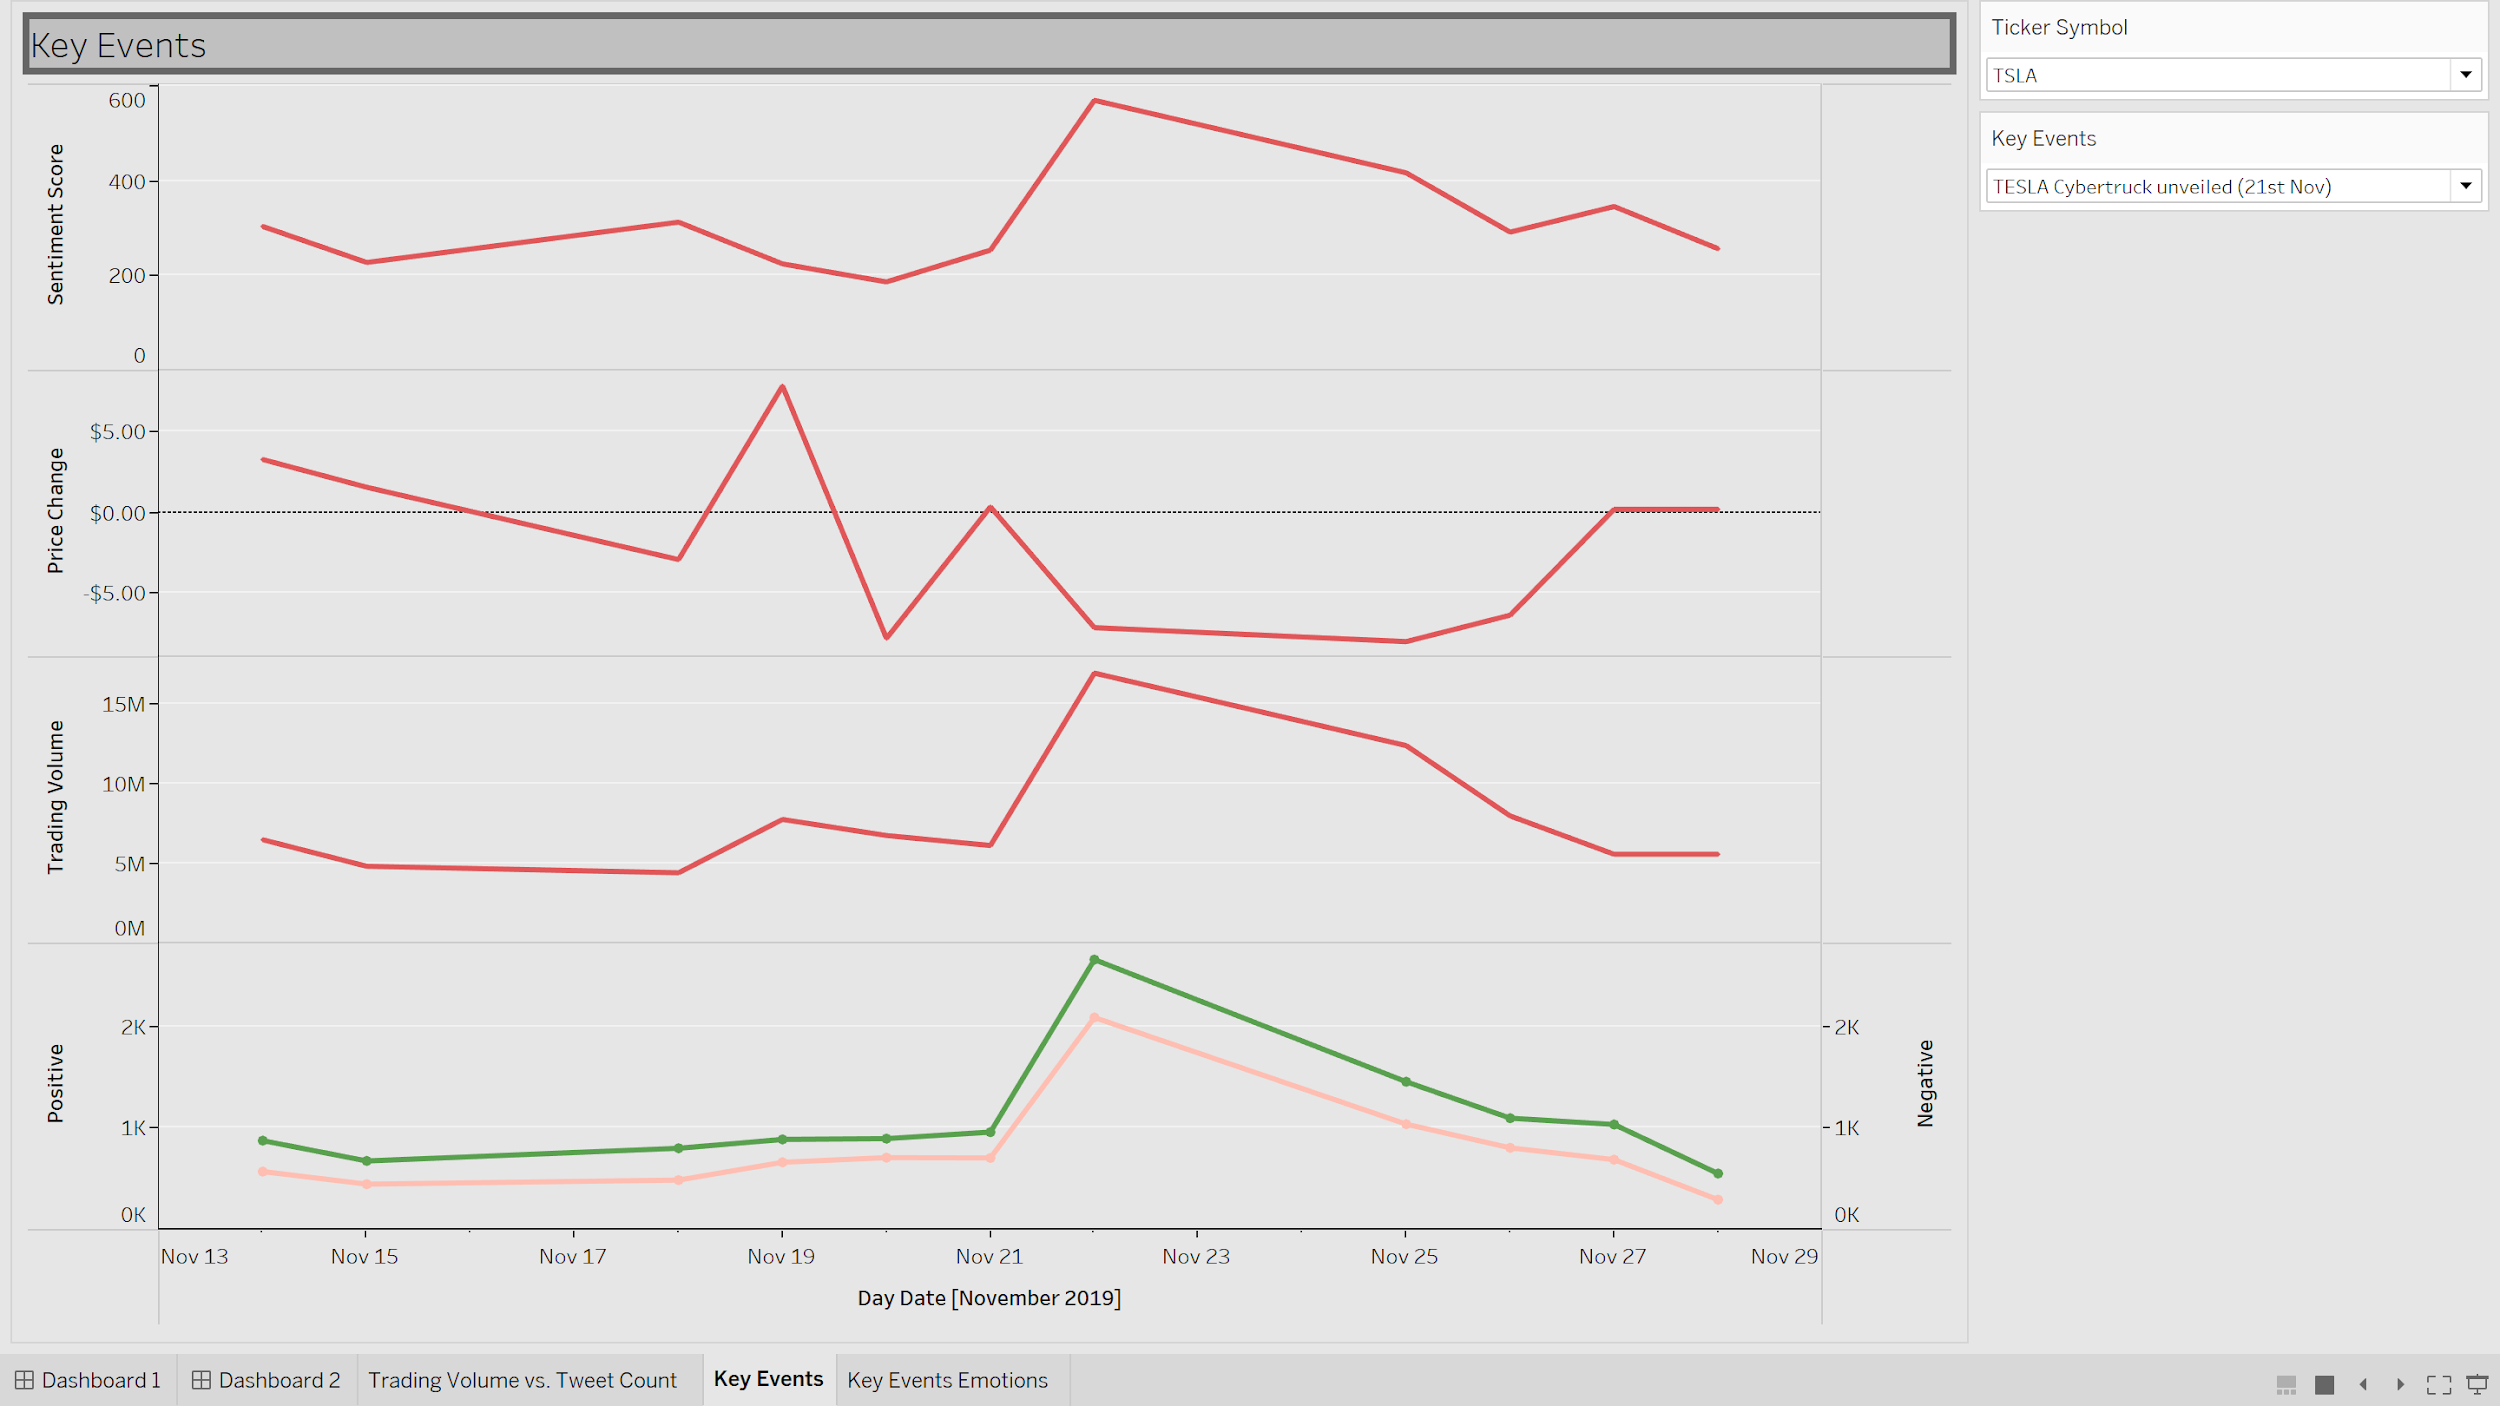 Key Events
Ticker Symbol
TSLA
Key Events
TESLA Cybertruck unveiled (21st Nov)
Sentiment Score
600
400
200
0
Price Change
$5.00
$0.00
-$5.00
Trading Volume
15M
10M
5M
0M
Positive
2K
1K
0K
2K
1K
0K
Negative
Nov 13 Nov 15 Nov 17 Nov 19 Nov 21 Nov 23 Nov 25 Nov 27 Nov 29
Day Date [November 2019]
Dashboard 1 Dashboard 2 Trading Volume vs. Tweet Count Key Events Key Events Emotions